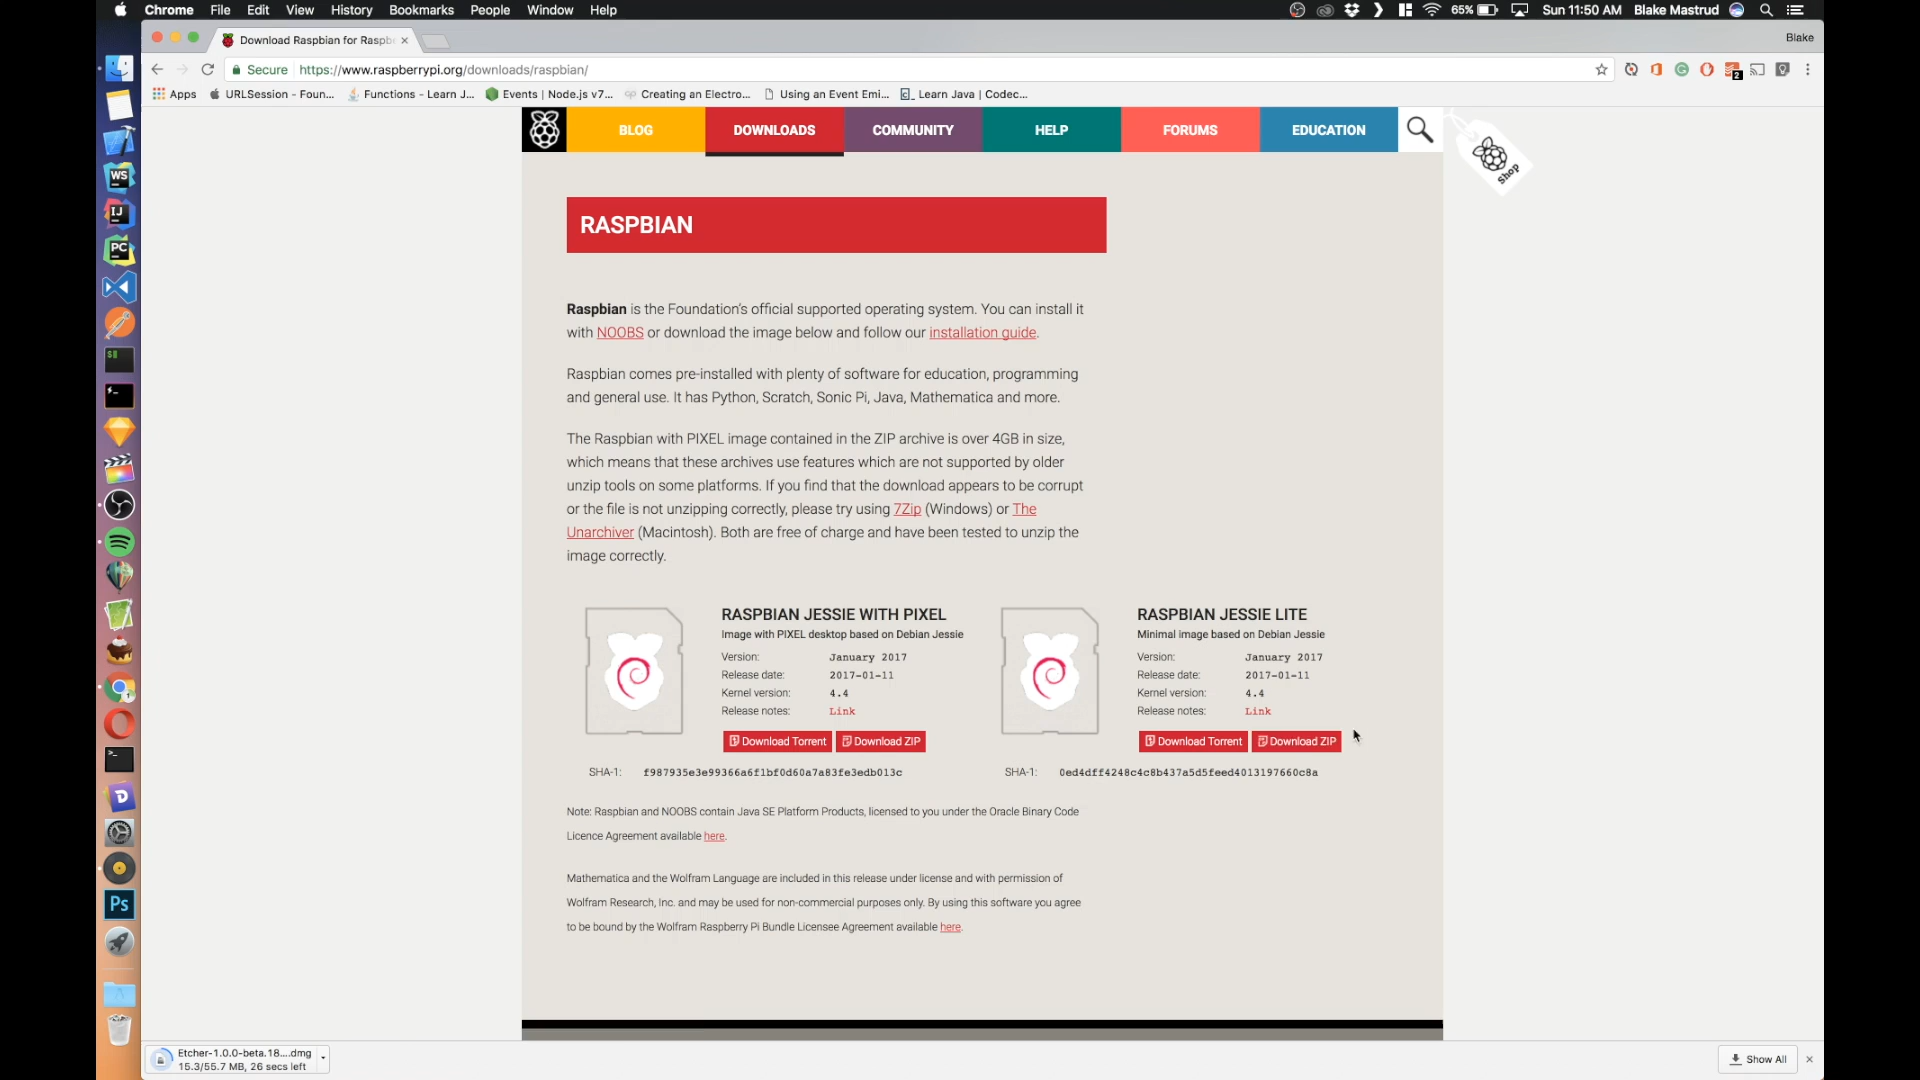 Chrome File Edit View History Bookmarks People Window Help
65% Sun 11:50 AM Blake Mastrud
Download Raspbian for Raspb
Blake
Secure https://www.raspberrypi.org/downloads/raspbian/
2
Apps URLSession - Foun... Functions - Learn J... Events | Node.js v7... Creating an Electro... Using an Event Emi... Learn Java | Codec...
BLOG DOWNLOADS COMMUNITY HELP FORUMS EDUCATION
Shop
WS
IJ
PC
RASPBIAN
Raspbian is the Foundation's official supported operating system. You can install it
with NOOBS or download the image below and follow our installation guide.
Raspbian comes pre-installed with plenty of software for education, programming
and general use. It has Python, Scratch, Sonic Pi, Java, Mathematica and more.
The Raspbian with PIXEL image contained in the ZIP archive is over 4GB in size,
which means that these archives use features which are not supported by older
unzip tools on some platforms. If you find that the download appears to be corrupt
or the file is not unzipping correctly, please try using 7Zip (Windows) or The
Unarchiver (Macintosh). Both are free of charge and have been tested to unzip the
image correctly.
RASPBIAN JESSIE WITH PIXEL
Image with PIXEL desktop based on Debian Jessie
Version: January 2017
Release date: 2017-01-11
Kernel version: 4.4
Release notes: Link
Download Torrent Download ZIP
SHA-1: f987935e3e99366a6f1bf0d60a7a83fe3edb013c
RASPBIAN JESSIE LITE
Minimal image based on Debian Jessie
Version: January 2017
Release date: 2017-01-11
Kernel version: 4.4
Release notes: Link
Download Torrent Download ZIP
SHA-1: 0ed4dff4248c4c8b437a5d5feed4013197660c8a
Note: Raspbian and NOOBS contain Java SE Platform Products, licensed to you under the Oracle Binary Code
Licence Agreement available here.
Mathematica and the Wolfram Language are included in this release under license and with permission of
Wolfram Research, Inc. and may be used for non-commercial purposes only. By using this software you agree
to be bound by the Wolfram Raspberry Pi Bundle Licensee Agreement available here.
Ps
Etcher-1.0.0-beta.18....dmg
15.3/55.7 MB, 26 secs left
Show All